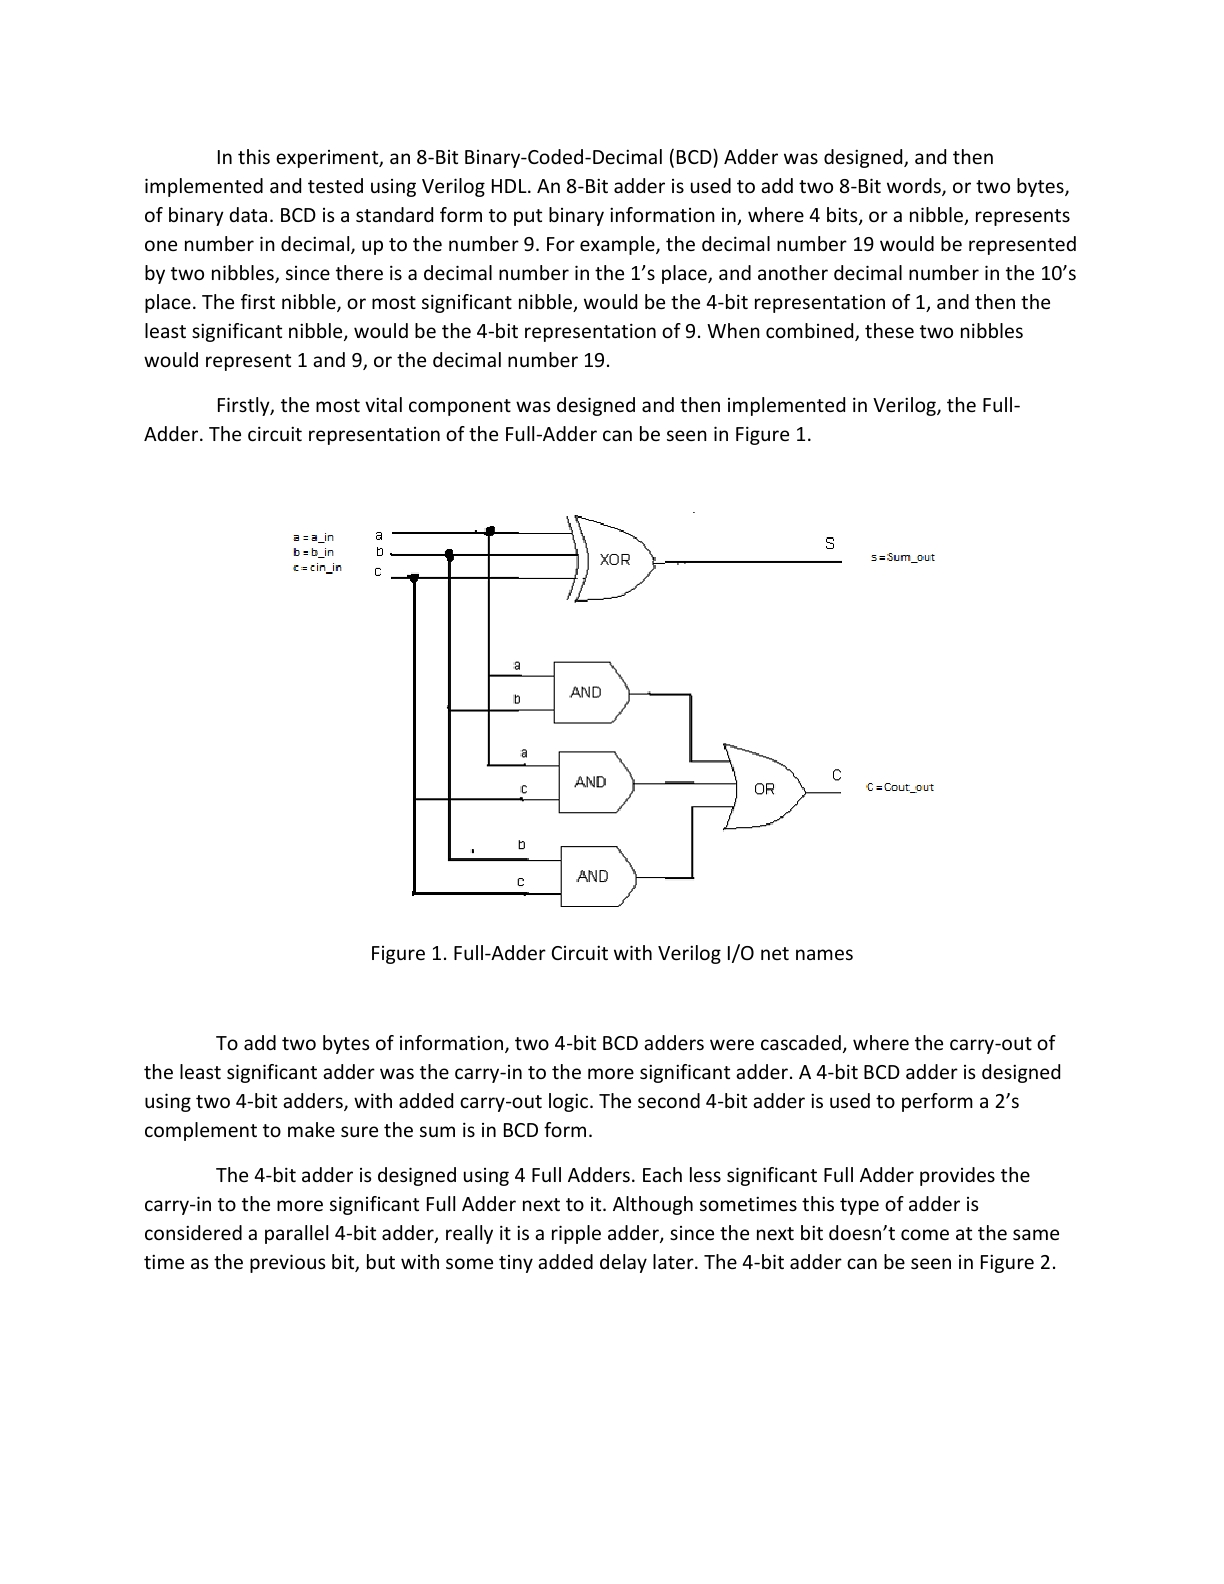 In this experiment, an 8-Bit Binary-Coded-Decimal (BCD) Adder was designed, and then
implemented and tested using Verilog HDL. An 8-Bit adder is used to add two 8-Bit words, or two bytes,
of binary data. BCD is a standard form to put binary information in, where 4 bits, or a nibble, represents
one number in decimal, up to the number 9. For example, the decimal number 19 would be represented
by two nibbles, since there is a decimal number in the 1’s place, and another decimal number in the 10’s
place. The first nibble, or most significant nibble, would be the 4-bit representation of 1, and then the
least significant nibble, would be the 4-bit representation of 9. When combined, these two nibbles
would represent 1 and 9, or the decimal number 19.
Firstly, the most vital component was designed and then implemented in Verilog, the Full-
Adder. The circuit representation of the Full-Adder can be seen in Figure 1.
a = a_in
b = b_in
c = cin_in
a
b
c
XOR
S
s=Sum_out
a
b
AND
a
c
AND
OR
C
C=Cout_out
b
c
AND
Figure 1. Full-Adder Circuit with Verilog I/O net names
To add two bytes of information, two 4-bit BCD adders were cascaded, where the carry-out of
the least significant adder was the carry-in to the more significant adder. A 4-bit BCD adder is designed
using two 4-bit adders, with added carry-out logic. The second 4-bit adder is used to perform a 2’s
complement to make sure the sum is in BCD form.
The 4-bit adder is designed using 4 Full Adders. Each less significant Full Adder provides the
carry-in to the more significant Full Adder next to it. Although sometimes this type of adder is
considered a parallel 4-bit adder, really it is a ripple adder, since the next bit doesn’t come at the same
time as the previous bit, but with some tiny added delay later. The 4-bit adder can be seen in Figure 2.